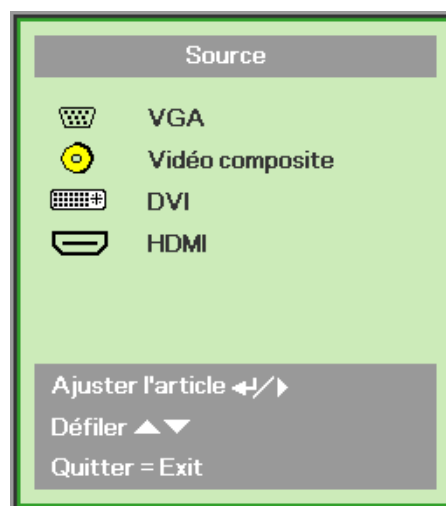 Source
VGA
Vidéo composite
DVI
HDMI
Ajuster l'article ↵/▶
Défiler ▲▼
Quitter = Exit